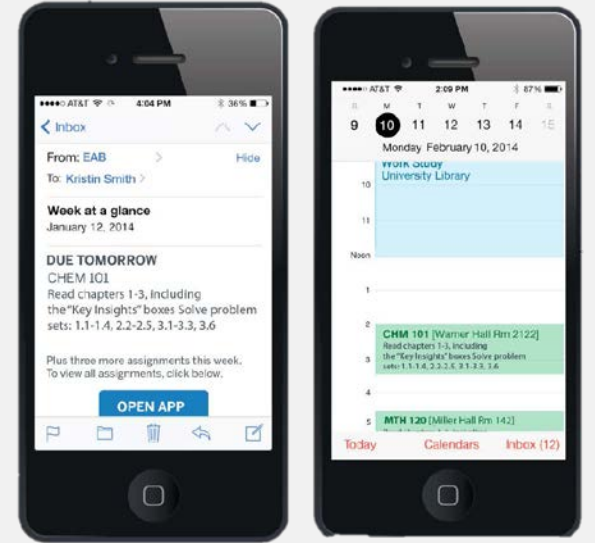 AT&T 4:04 PM 36%
Inbox
From: EAB Hide
To: Kristin Smith
Week at a glance
January 12, 2014
DUE TOMORROW
CHEM 101
Read chapters 1-3, including
the "Key Insights" boxes Solve problem
sets: 1.1-1.4, 2.2-2.5, 3.1-3.3, 3.6
Plus three more assignments this week.
To view all assignments, click below.
OPEN APP
AT&T 2:09 PM 87%
S M T W T F S
9 10 11 12 13 14 15
Monday February 10, 2014
Work Study
University Library
10
11
Noon
1
2
CHM 101 [Warner Hall Rm 2122]
Read chapters 1-3, including
the "Key Insights" boxes Solve problem
sets: 1.1-1.4, 2.2-2.5, 3.1-3.3, 3.6
3
4
5
MTH 120 [Miller Hall Rm 142]
Today Calendars Inbox (12)